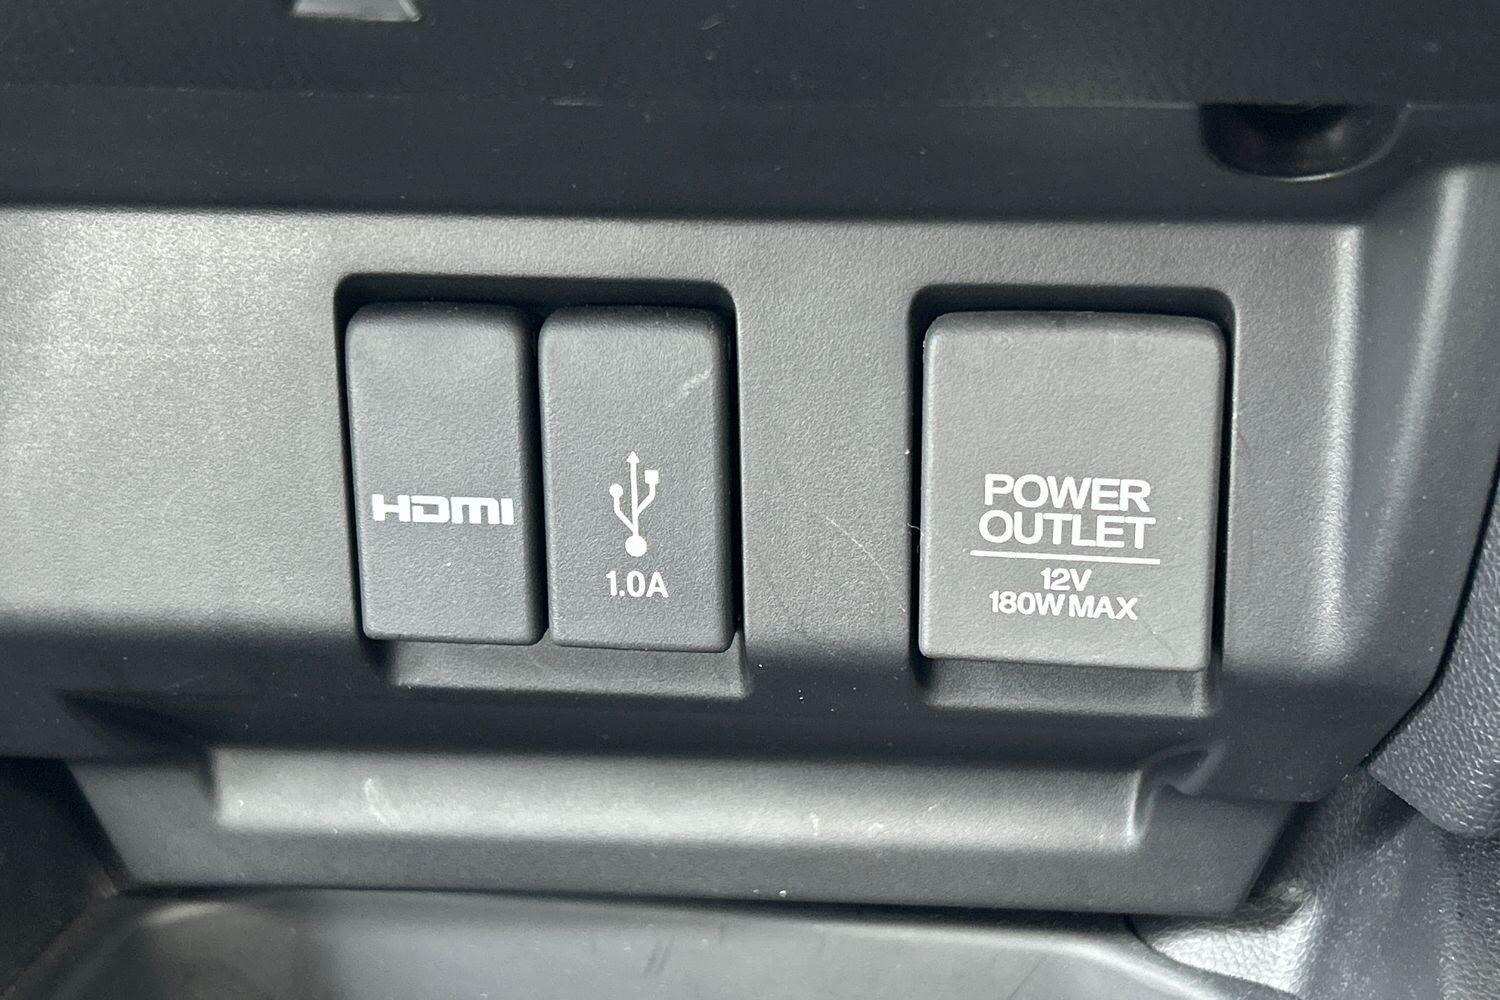 HDMI
1.0A
POWER
OUTLET
12V
180W MAX